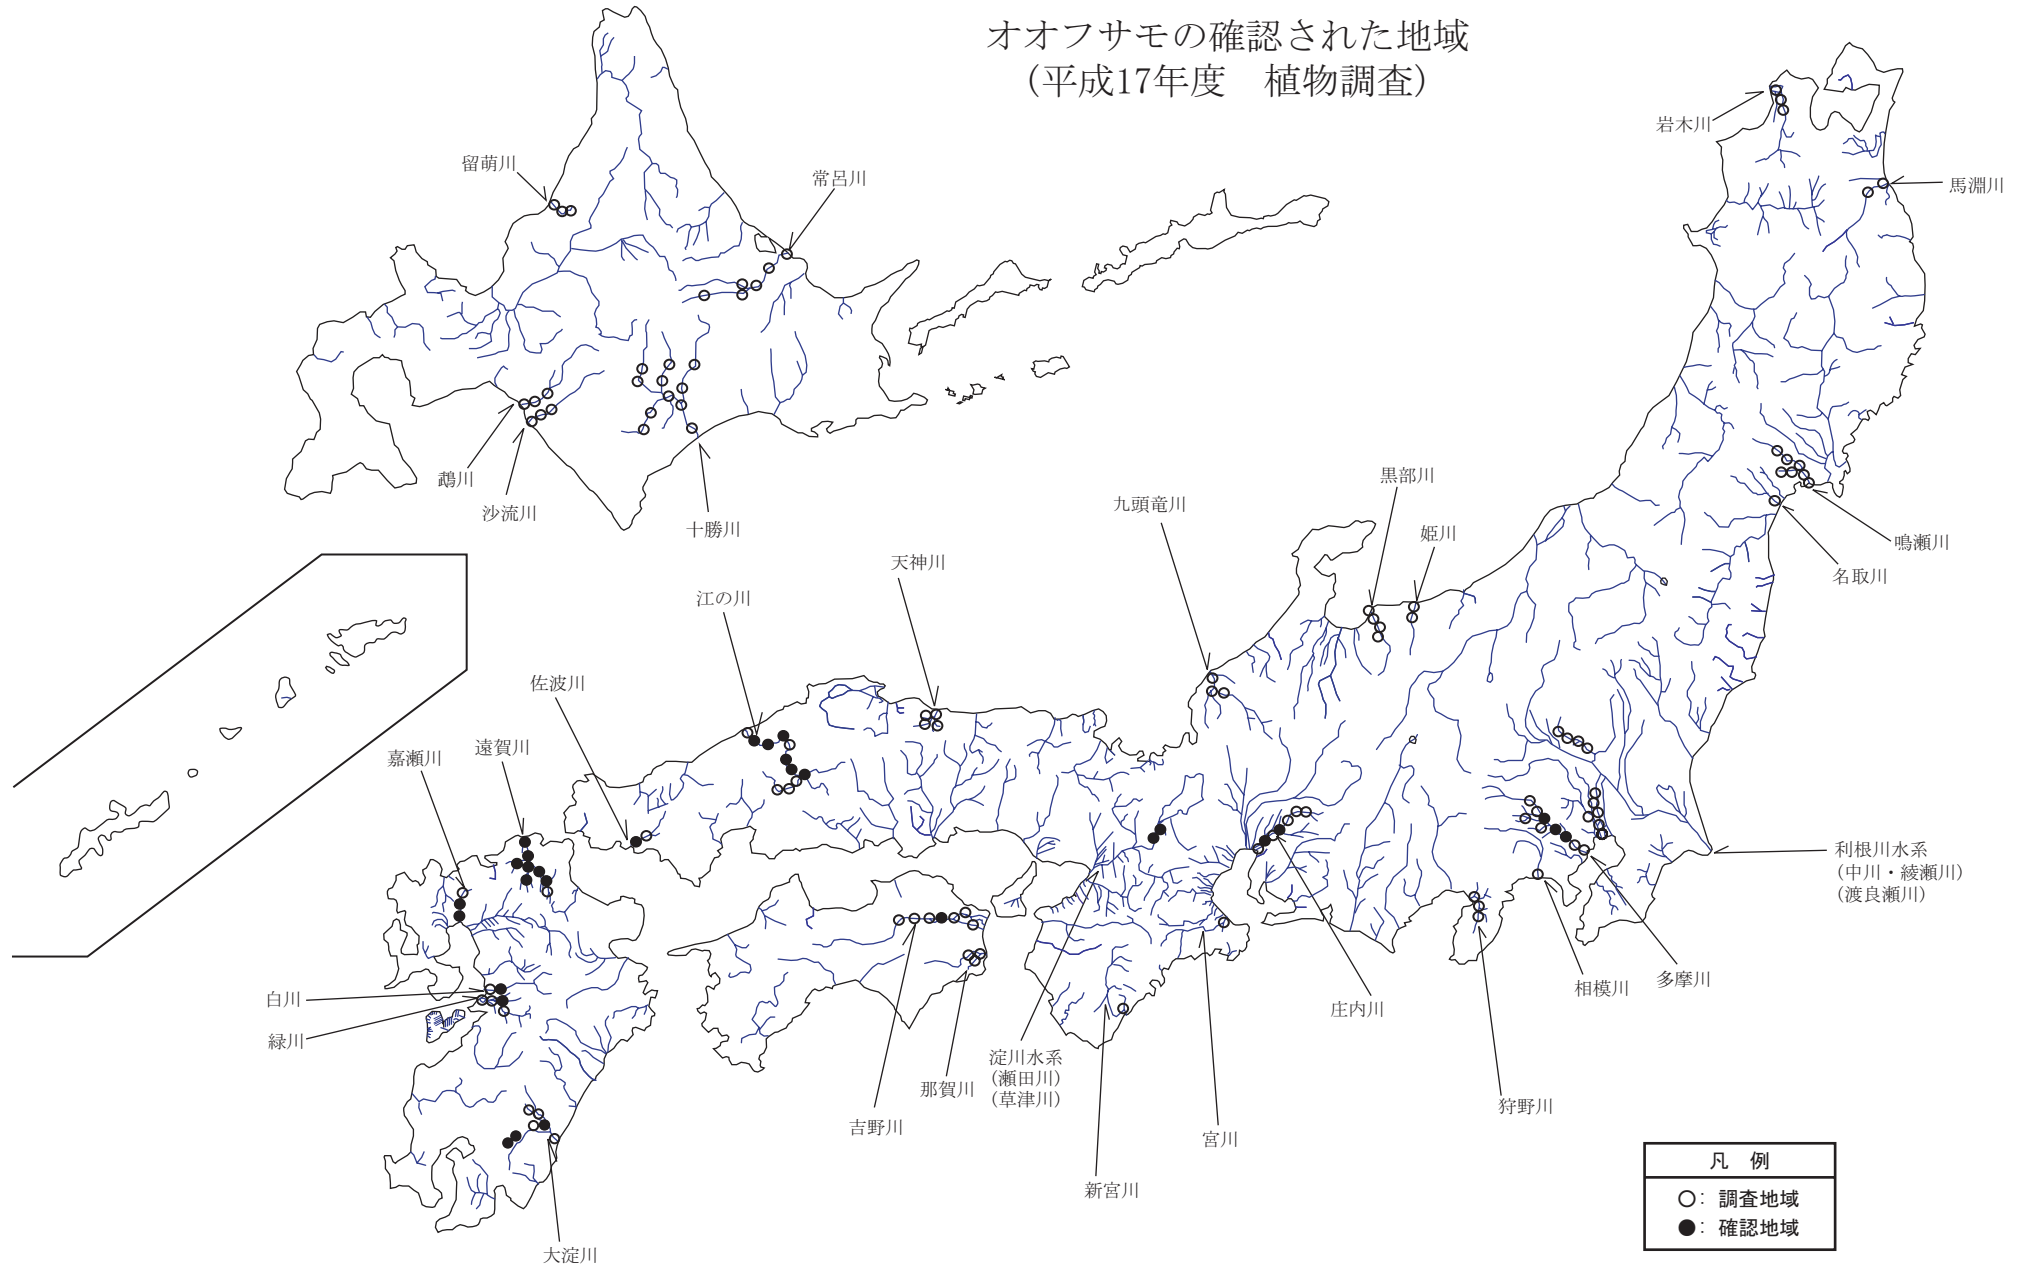 オオフサモの確認された地域
（平成17年度　植物調査）
岩木川
留萌川
常呂川
馬淵川
鵡川
沙流川
十勝川
黒部川
九頭竜川
姫川
鳴瀬川
名取川
天神川
江の川
佐波川
遠賀川
嘉瀬川
利根川水系
（中川・綾瀬川）
（渡良瀬川）
白川
緑川
相模川
多摩川
庄内川
淀川水系
（瀬田川）
（草津川）
那賀川
吉野川
狩野川
宮川
新宮川
大淀川
凡　例
○：調査地域
●：確認地域